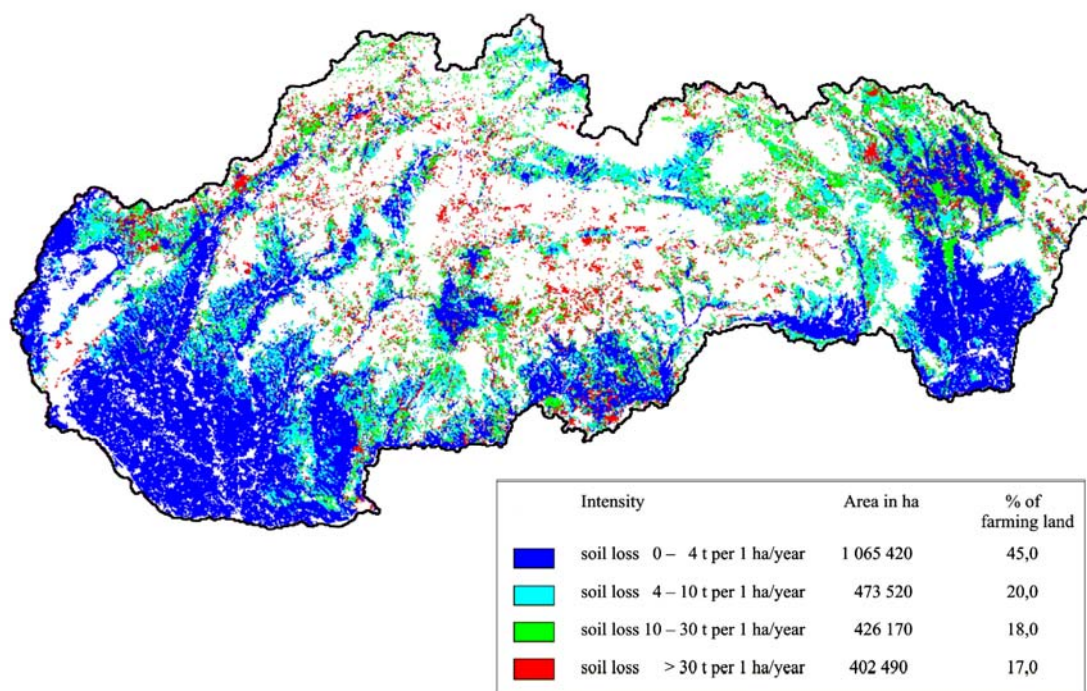 Intensity Area in ha % of
farming land
soil loss 0 – 4 t per 1 ha/year 1 065 420 45,0
soil loss 4 – 10 t per 1 ha/year 473 520 20,0
soil loss 10 – 30 t per 1 ha/year 426 170 18,0
soil loss > 30 t per 1 ha/year 402 490 17,0